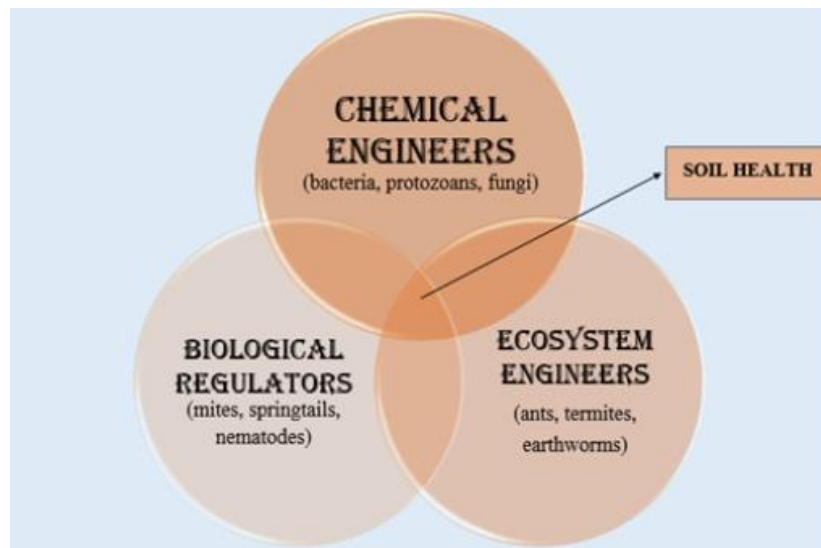 CHEMICAL
ENGINEERS
(bacteria, protozoans, fungi)
SOIL HEALTH
BIOLOGICAL
REGULATORS
(mites, springtails,
nematodes)
ECOSYSTEM
ENGINEERS
(ants, termites,
earthworms)